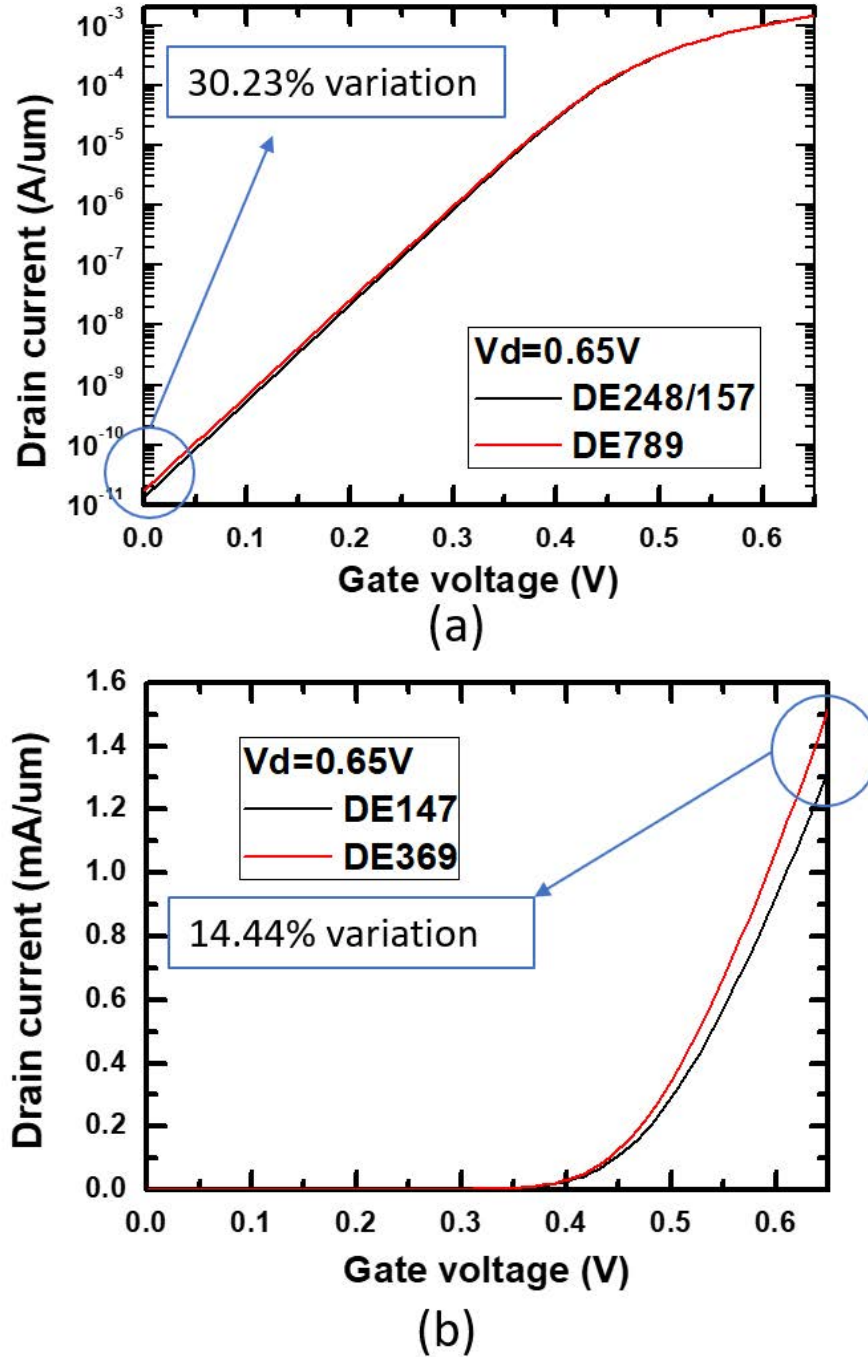 10⁻³
10⁻⁴
10⁻⁵
10⁻⁶
10⁻⁷
10⁻⁸
10⁻⁹
10⁻¹⁰
10⁻¹¹
Drain current (A/um)
30.23% variation
Vd=0.65V
DE248/157
DE789
0.0 0.1 0.2 0.3 0.4 0.5 0.6
Gate voltage (V)
(a)
1.6
1.4
1.2
1.0
0.8
0.6
0.4
0.2
0.0
Drain current (mA/um)
Vd=0.65V
DE147
DE369
14.44% variation
0.0 0.1 0.2 0.3 0.4 0.5 0.6
Gate voltage (V)
(b)